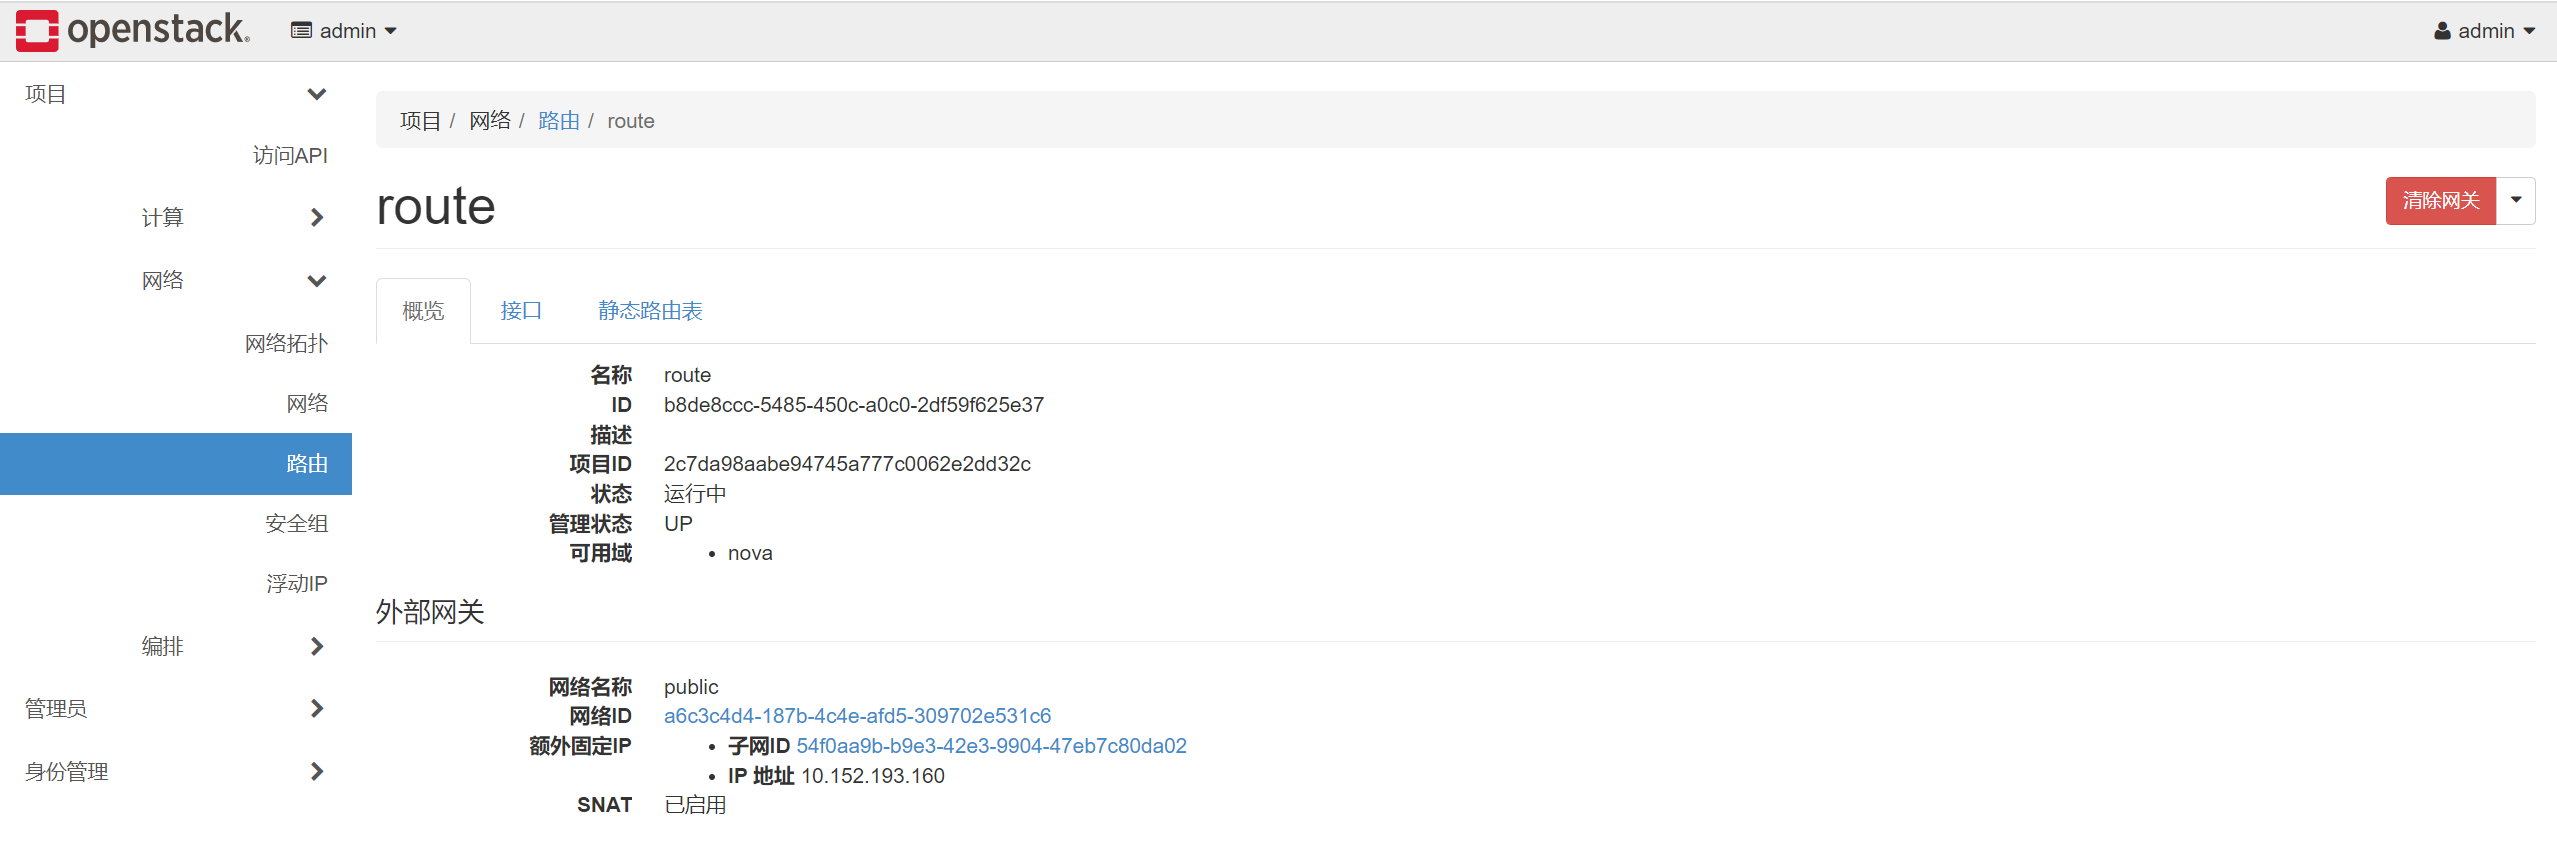 openstack. admin admin
项目
访问API
计算
网络
网络拓扑
网络
路由
安全组
浮动IP
编排
管理员
身份管理
项目 / 网络 / 路由 / route
route
清除网关
概览 接口 静态路由表
名称 route
ID b8de8ccc-5485-450c-a0c0-2df59f625e37
描述
项目ID 2c7da98aabe94745a777c0062e2dd32c
状态 运行中
管理状态 UP
可用域 • nova
外部网关
网络名称 public
网络ID a6c3c4d4-187b-4c4e-afd5-309702e531c6
额外固定IP • 子网ID 54f0aa9b-b9e3-42e3-9904-47eb7c80da02
• IP 地址 10.152.193.160
SNAT 已启用